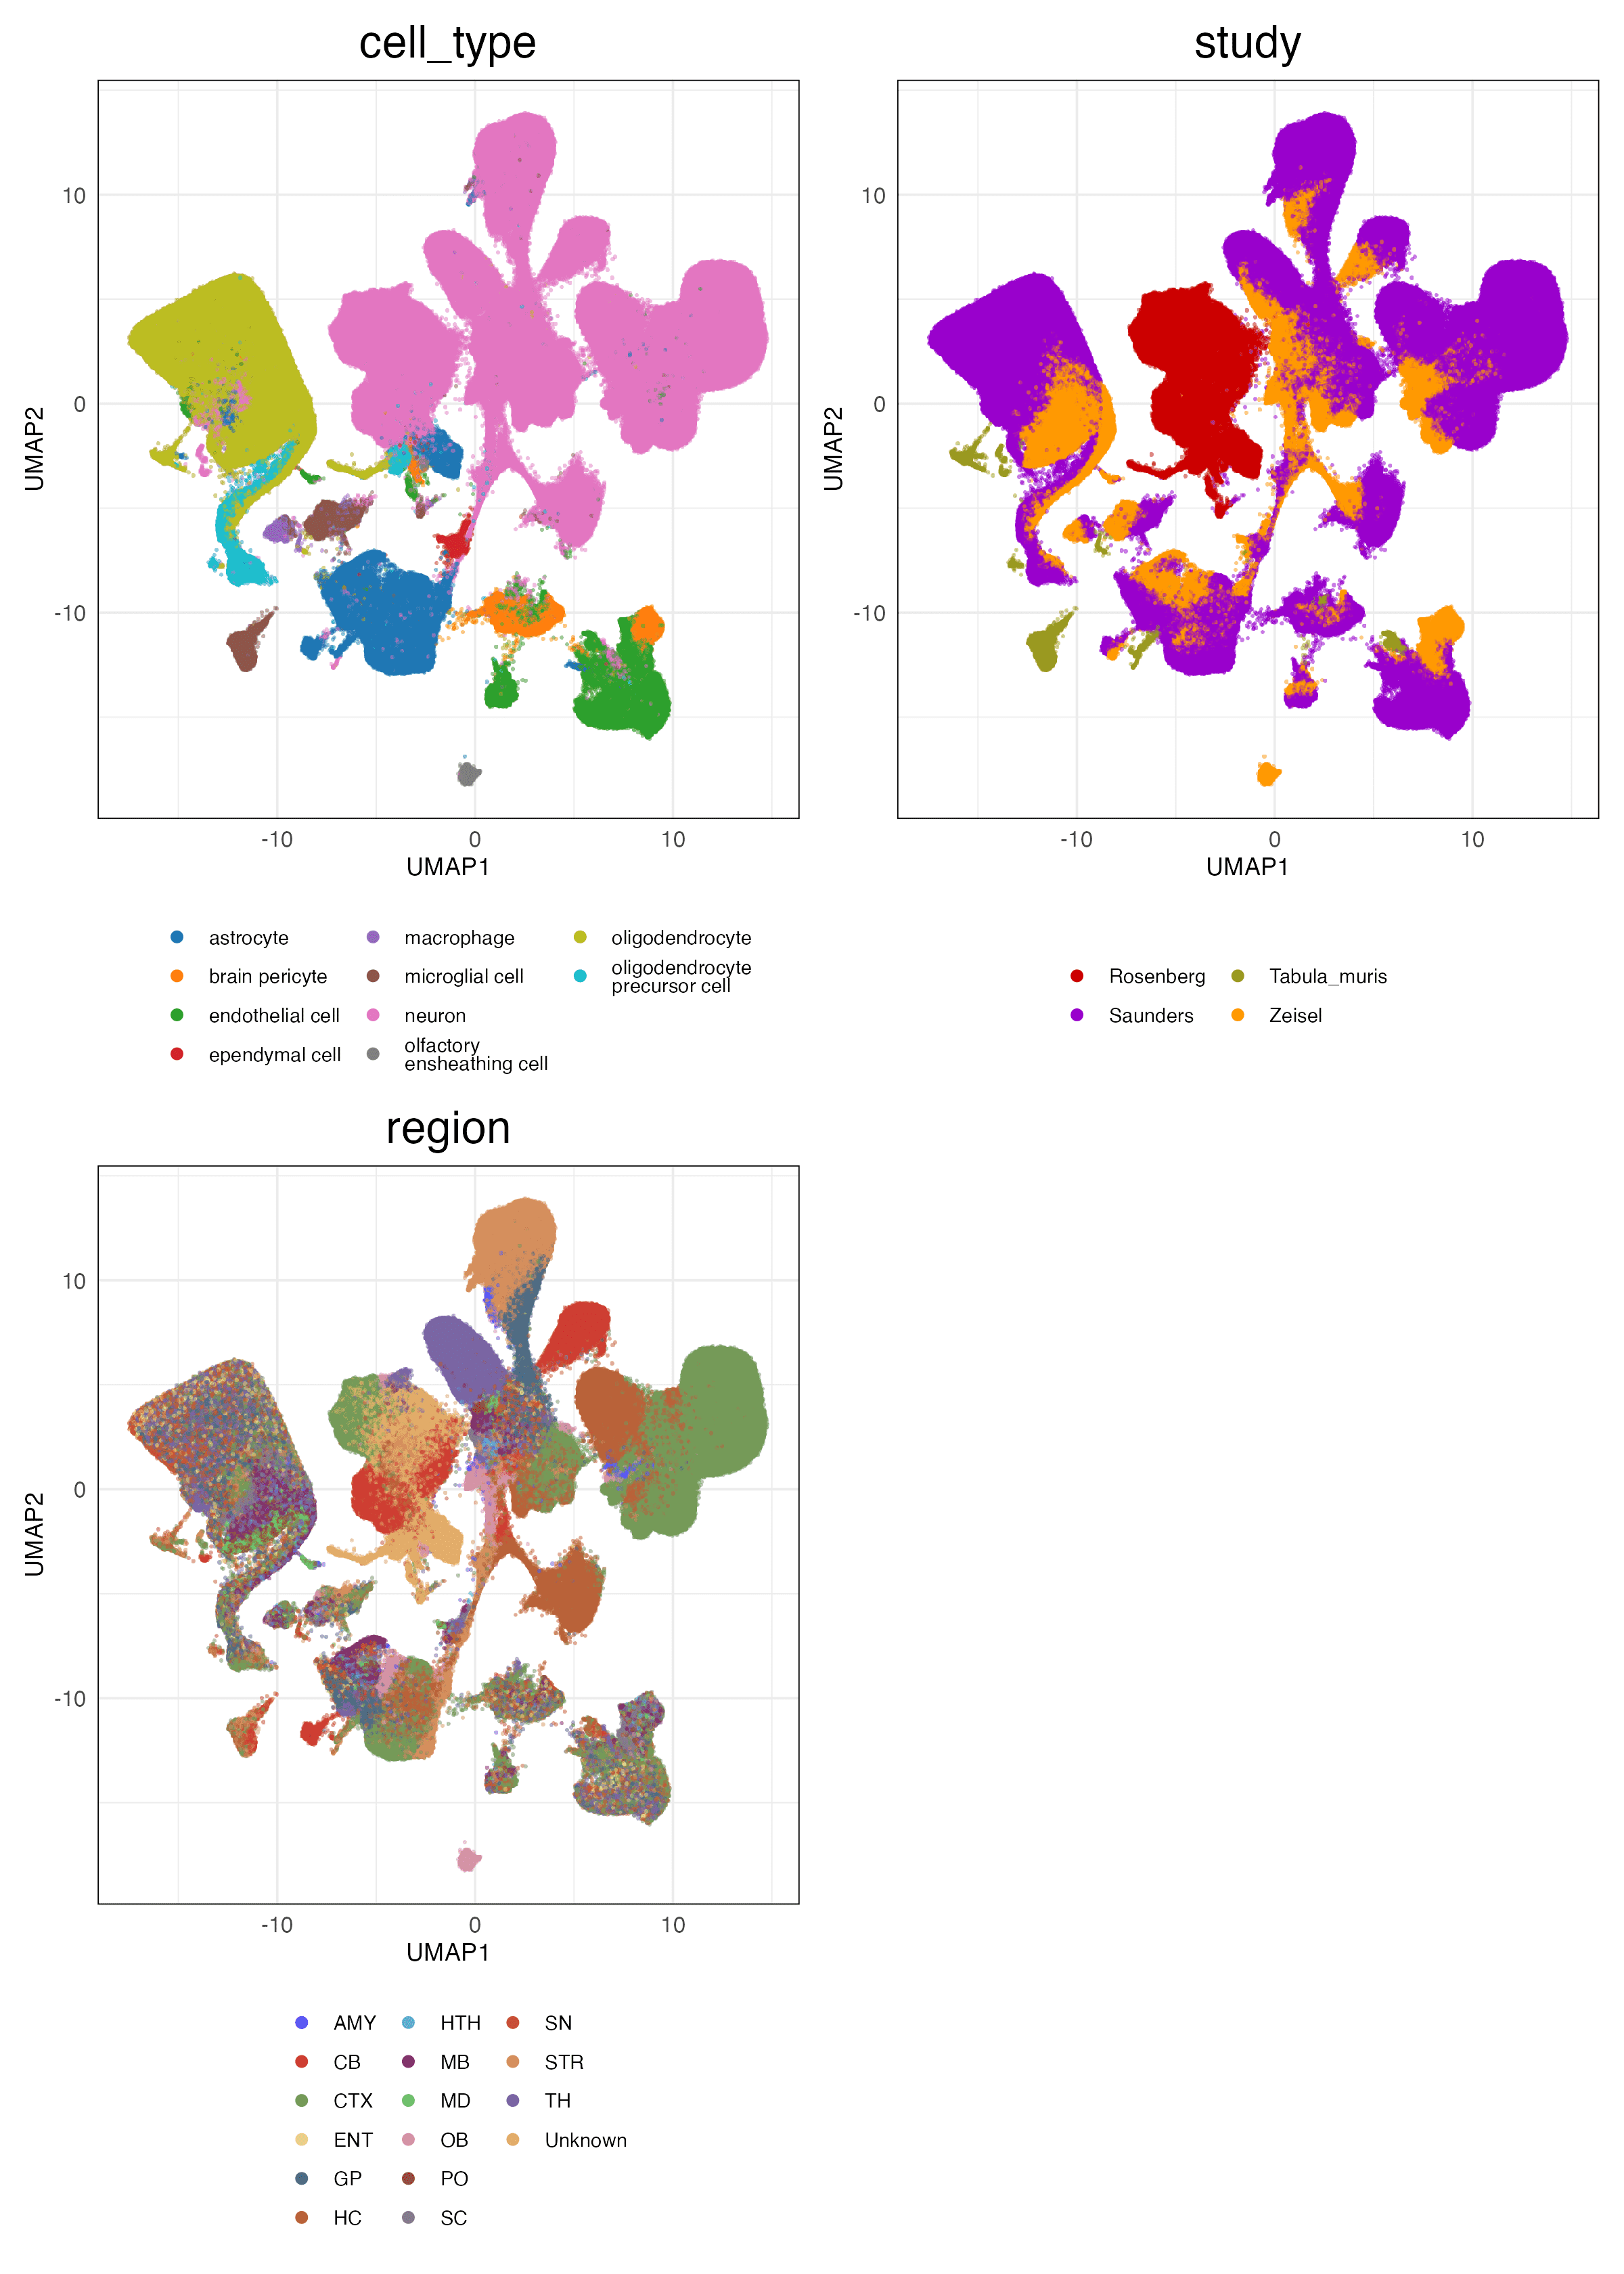 cell_type
study
10
0
-10
UMAP2
-10
0
10
UMAP1
10
0
-10
UMAP2
-10
0
10
UMAP1
astrocyte
brain pericyte
endothelial cell
ependymal cell
macrophage
microglial cell
neuron
olfactory
ensheathing cell
oligodendrocyte
oligodendrocyte
precursor cell
Rosenberg
Saunders
Tabula_muris
Zeisel
region
10
0
-10
UMAP2
-10
0
10
UMAP1
AMY
CB
CTX
ENT
GP
HC
HTH
MB
MD
OB
PO
SC
SN
STR
TH
Unknown